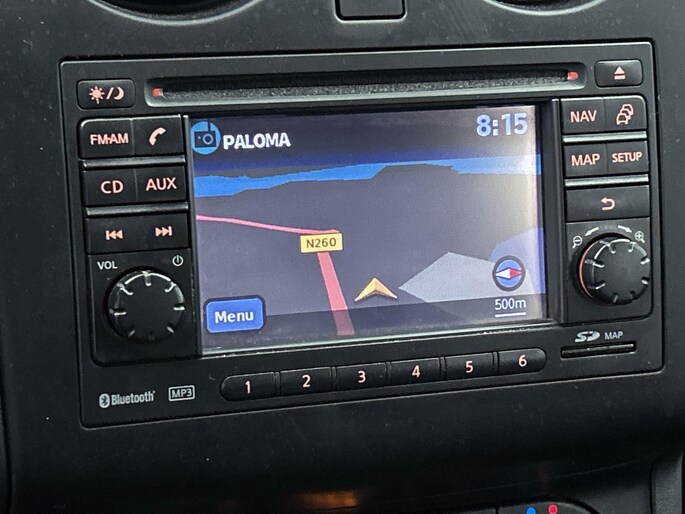 FM•AM
CD AUX
VOL
PALOMA
8:15
N260
Menu
500m
NAV
MAP SETUP
SD MAP
1 2 3 4 5 6
Bluetooth® MP3